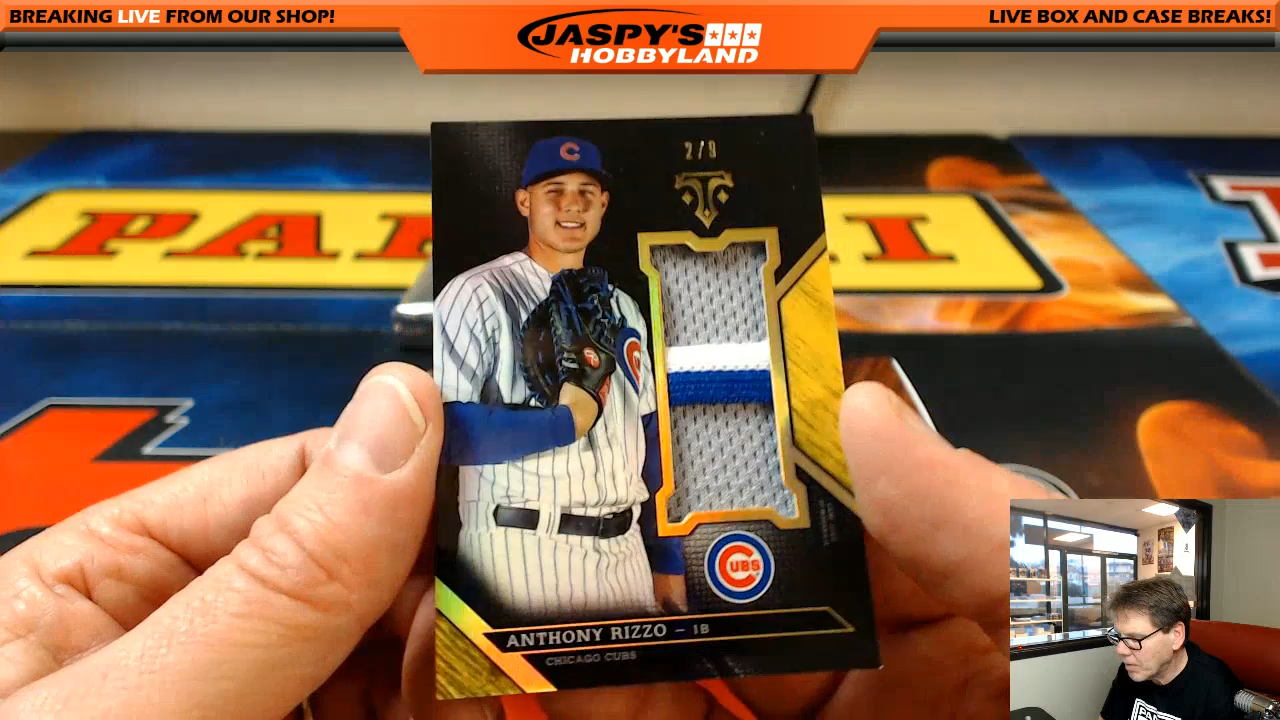 BREAKING LIVE FROM OUR SHOP!
JASPY'S
HOBBYLAND
LIVE BOX AND CASE BREAKS!
2/9
C
PANINI
CUBS
ANTHONY RIZZO – 1B
CHICAGO CUBS